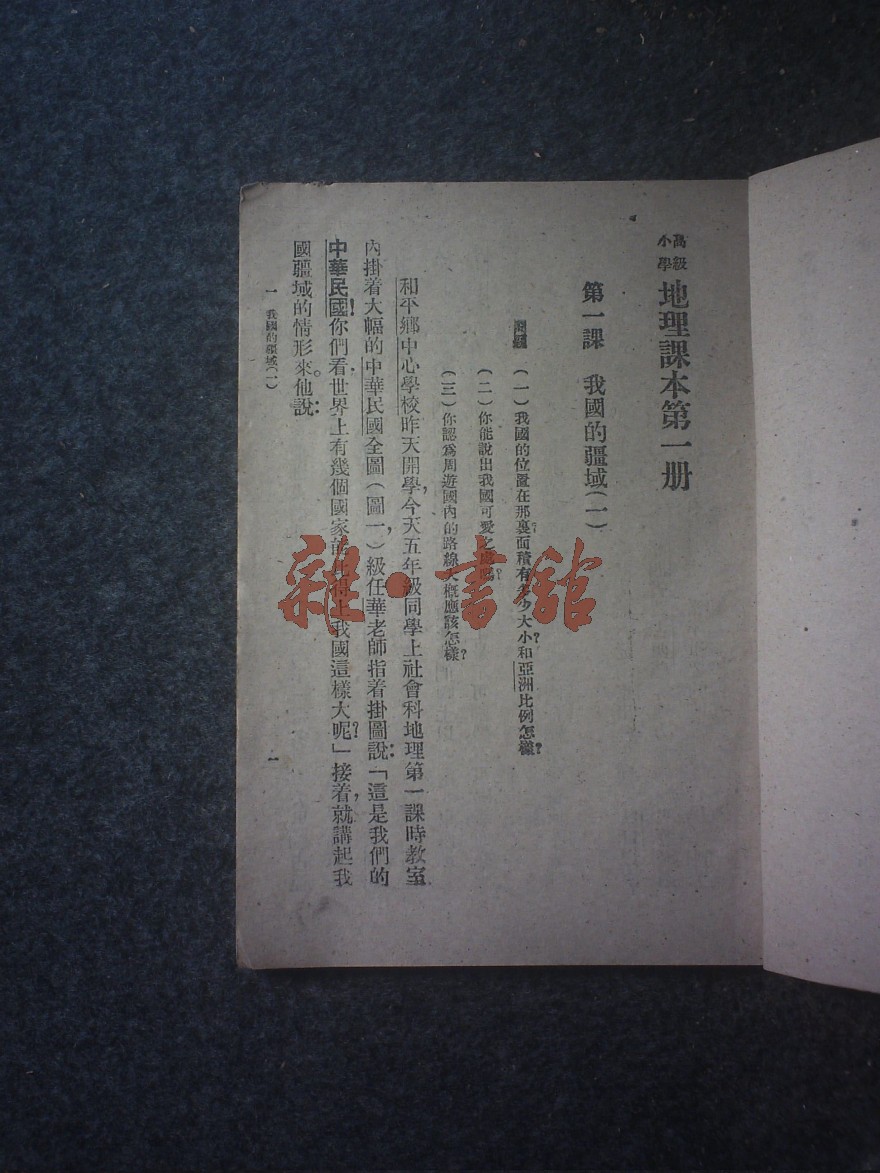 高級
小學
地理課本第一册
第一課　我國的疆域(一)
問題
(一)我國的位置在那裏?面積有多少大小?和亞洲比例怎樣?
(二)你能說出我國可愛之處嗎?
(三)你認爲周遊國內的路線大概應該怎樣?
和平鄉中心學校昨天開學,今天五年級同學上社會科地理第一課時教室
內掛着大幅的中華民國全圖(圖一),級任華老師指着掛圖說:「這是我們的
中華民國!你們看,世界上有幾個國家能比得上我國這樣大呢?」接着,就講起我
國疆域的情形來。他說:
一　我國的疆域(一)
一
雜·書館